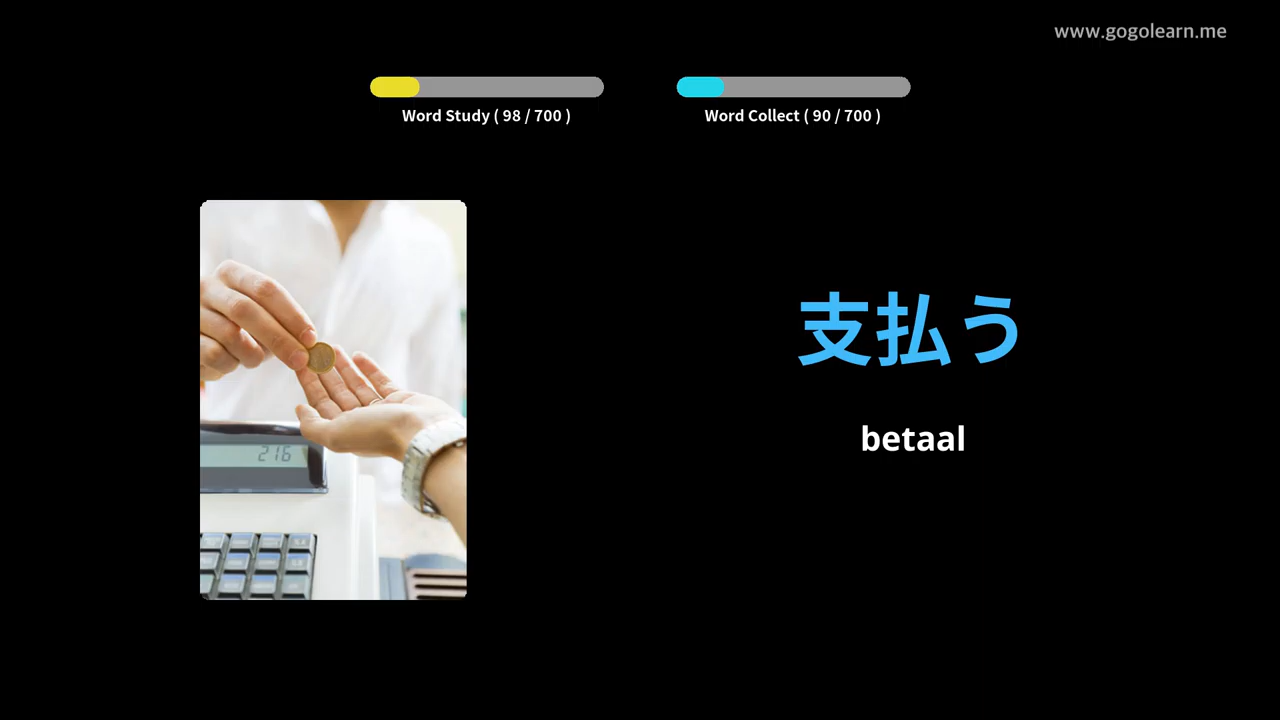 www.gogolearn.me
Word Study ( 98 / 700 )
Word Collect ( 90 / 700 )
支払う
betaal
216